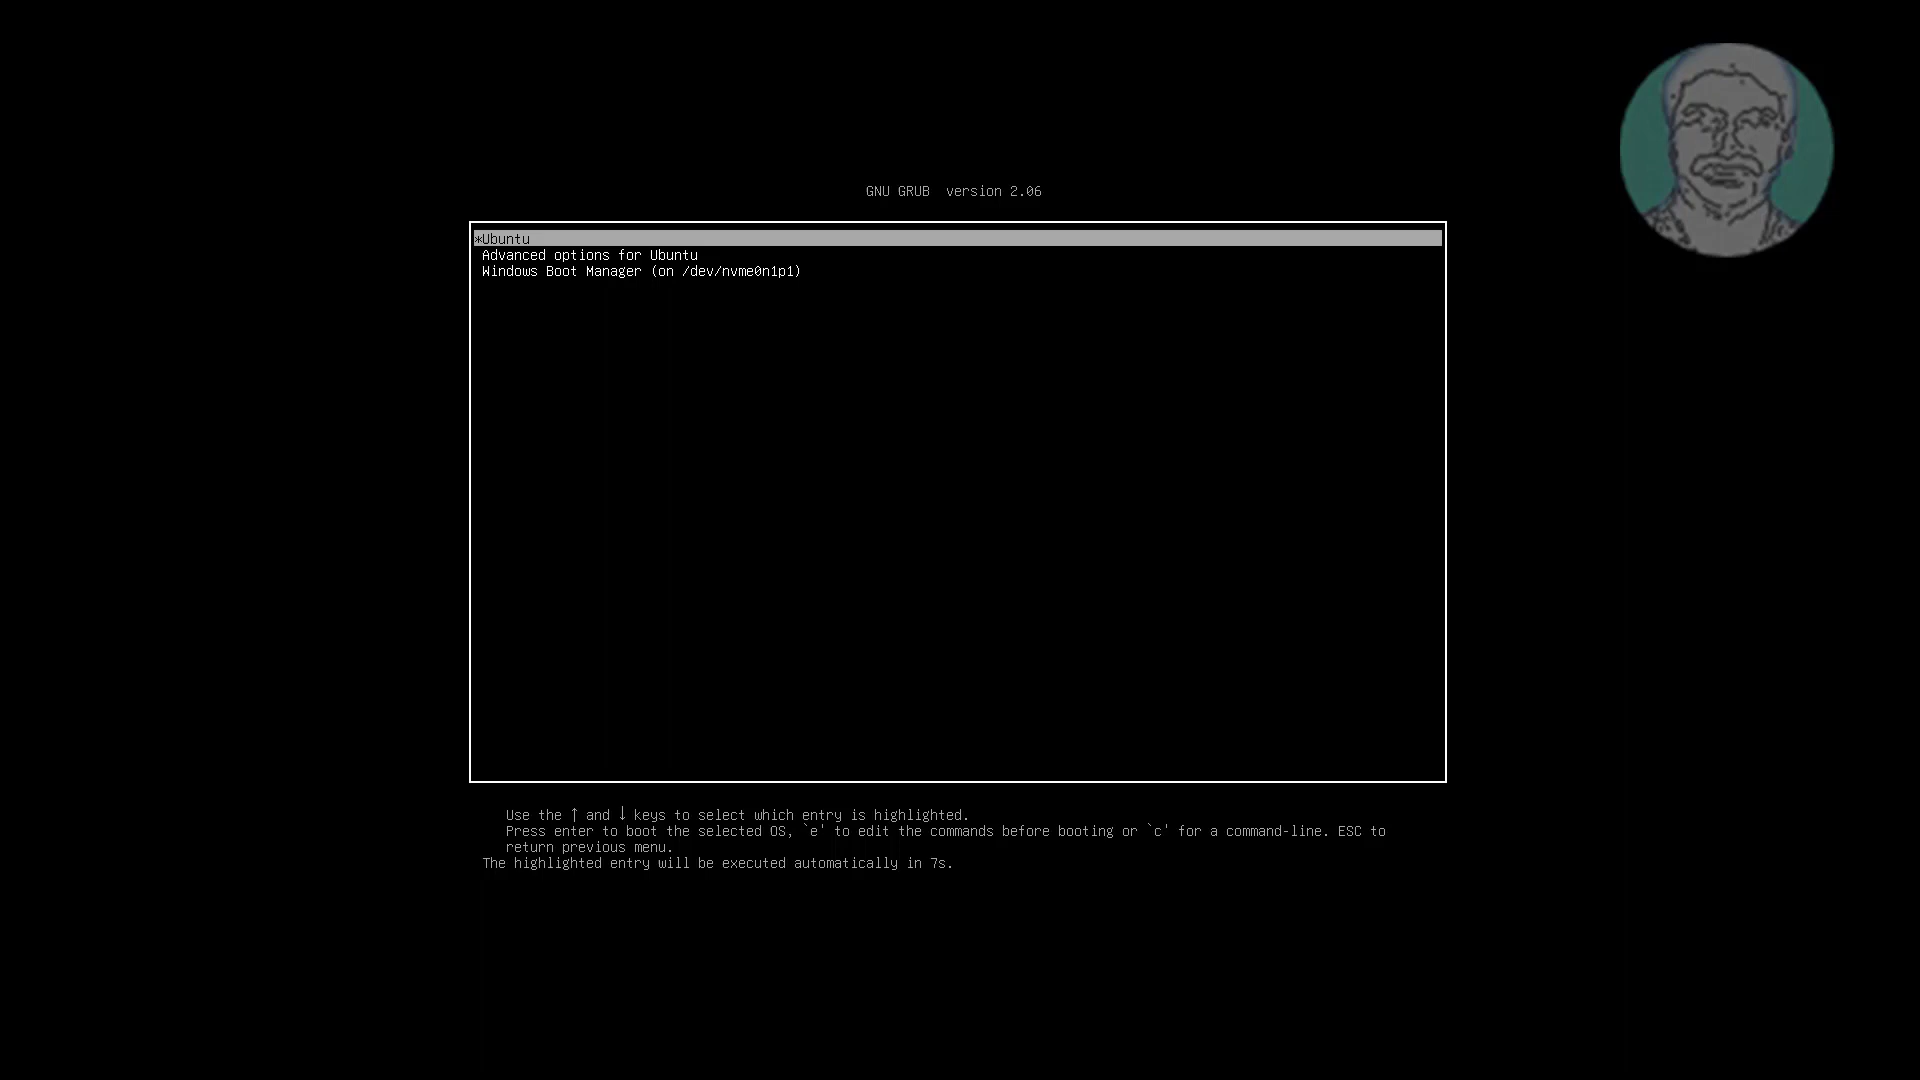 GNU GRUB  version 2.06
*Ubuntu
Advanced options for Ubuntu
Windows Boot Manager (on /dev/nvme0n1p1)
Use the ↑ and ↓ keys to select which entry is highlighted.
Press enter to boot the selected OS, `e' to edit the commands before booting or `c' for a command-line. ESC to
return previous menu.
The highlighted entry will be executed automatically in 7s.